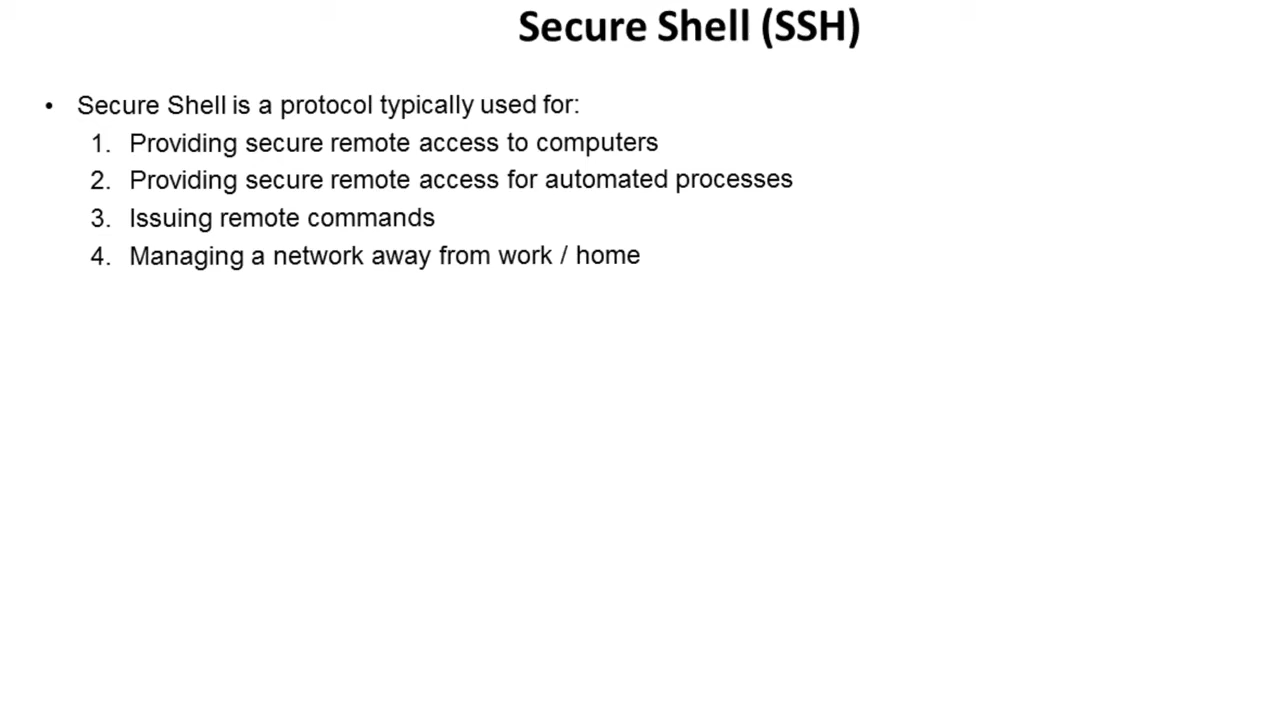 Secure Shell (SSH)
• Secure Shell is a protocol typically used for:
1. Providing secure remote access to computers
2. Providing secure remote access for automated processes
3. Issuing remote commands
4. Managing a network away from work / home